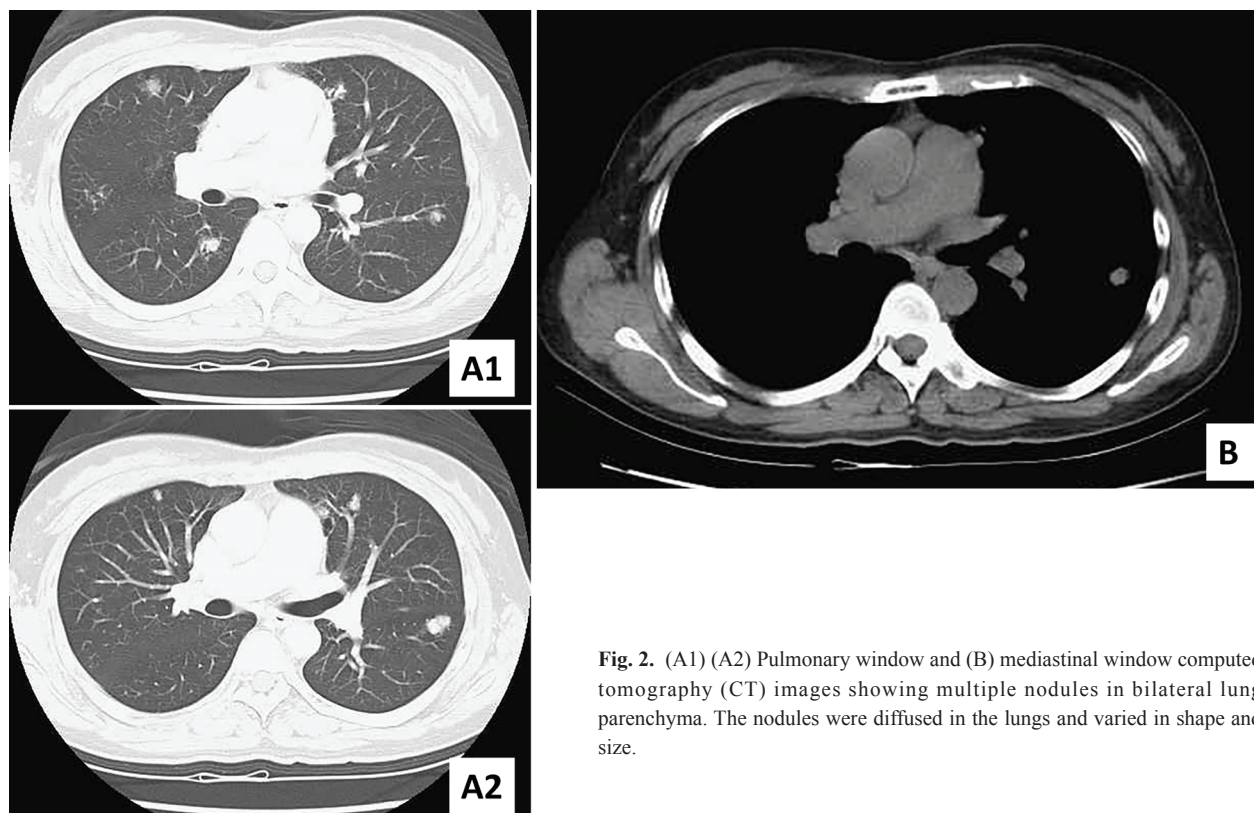 A1
B
A2
Fig. 2. (A1) (A2) Pulmonary window and (B) mediastinal window computed
tomography (CT) images showing multiple nodules in bilateral lung
parenchyma. The nodules were diffused in the lungs and varied in shape and
size.